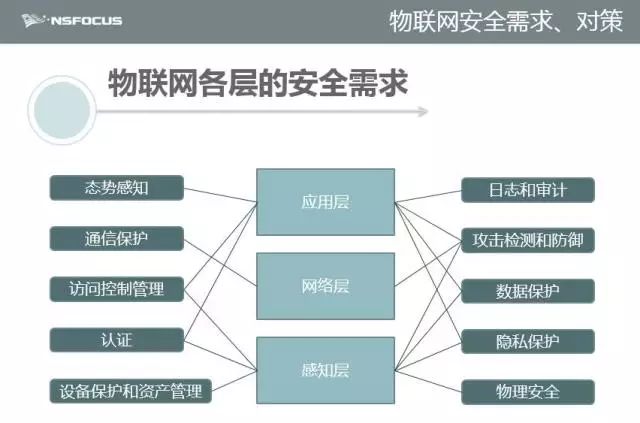 NSFOCUS
物联网安全需求、对策
物联网各层的安全需求
态势感知
通信保护
访问控制管理
认证
设备保护和资产管理
应用层
网络层
感知层
日志和审计
攻击检测和防御
数据保护
隐私保护
物理安全